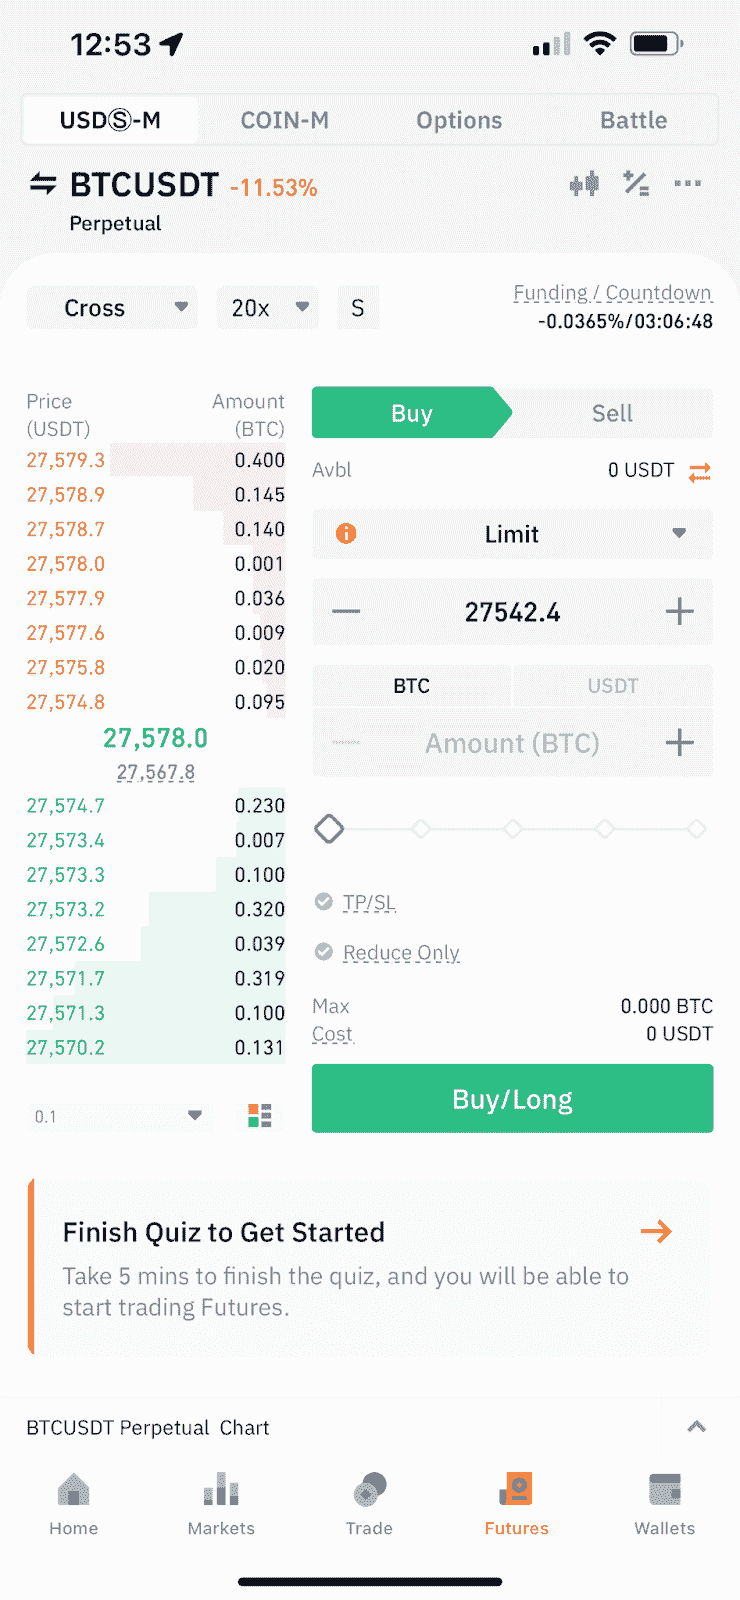 12:53
USDⓈ-M COIN-M Options Battle
BTCUSDT -11.53%
Perpetual
Cross 20x S
Funding / Countdown
-0.0365%/03:06:48
Price Amount
(USDT) (BTC)
27,579.3 0.400
27,578.9 0.145
27,578.7 0.140
27,578.0 0.001
27,577.9 0.036
27,577.6 0.009
27,575.8 0.020
27,574.8 0.095
27,578.0
27,567.8
27,574.7 0.230
27,573.4 0.007
27,573.3 0.100
27,573.2 0.320
27,572.6 0.039
27,571.7 0.319
27,571.3 0.100
27,570.2 0.131
0.1
Buy Sell
Avbl 0 USDT
Limit
27542.4
BTC USDT
Amount (BTC)
TP/SL
Reduce Only
Max 0.000 BTC
Cost 0 USDT
Buy/Long
Finish Quiz to Get Started
Take 5 mins to finish the quiz, and you will be able to
start trading Futures.
BTCUSDT Perpetual Chart
Home Markets Trade Futures Wallets